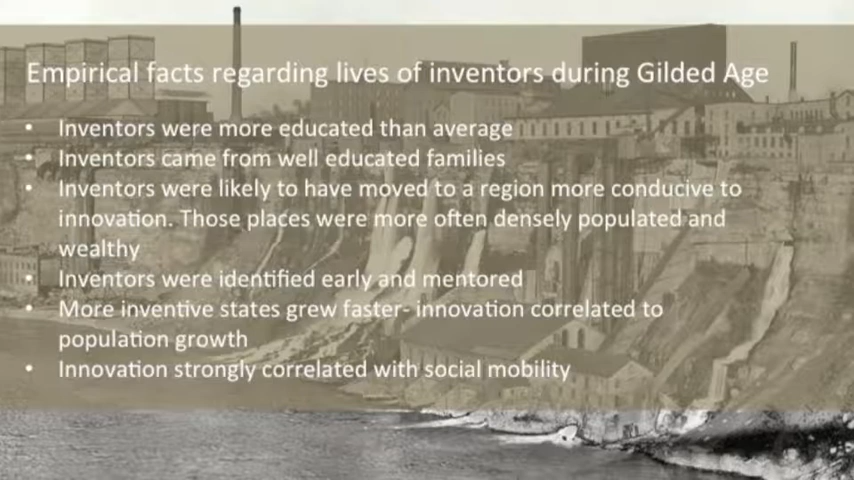 Empirical facts regarding lives of inventors during Gilded Age
• Inventors were more educated than average
• Inventors came from well educated families
• Inventors were likely to have moved to a region more conducive to
innovation. Those places were more often densely populated and
wealthy
• Inventors were identified early and mentored
• More inventive states grew faster- innovation correlated to
population growth
• Innovation strongly correlated with social mobility